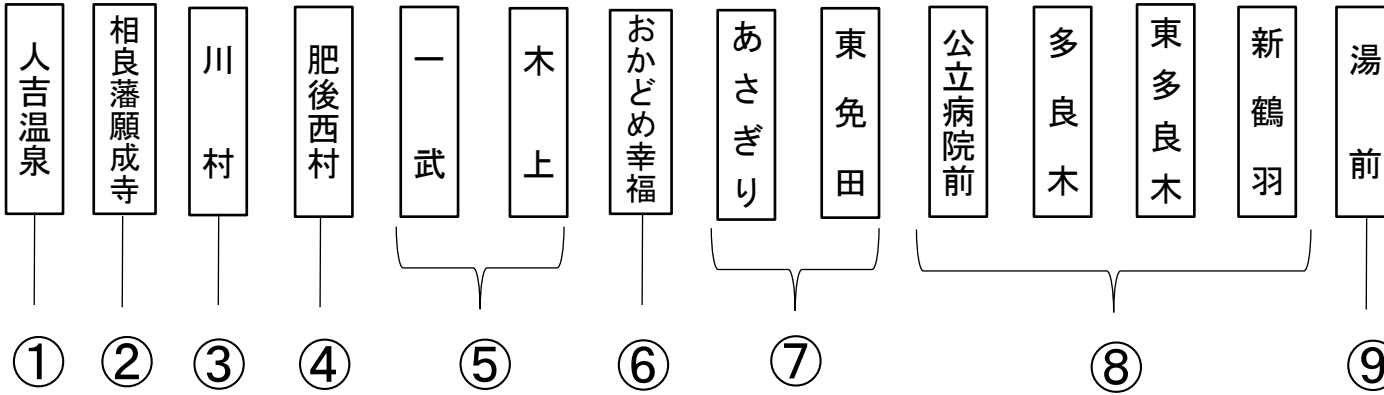 人吉温泉
相良藩願成寺
川村
肥後西村
一武
木上
おかどめ幸福
あさぎり
東免田
公立病院前
多良木
東多良木
新鶴羽
湯前
①
②
③
④
⑤
⑥
⑦
⑧
⑨